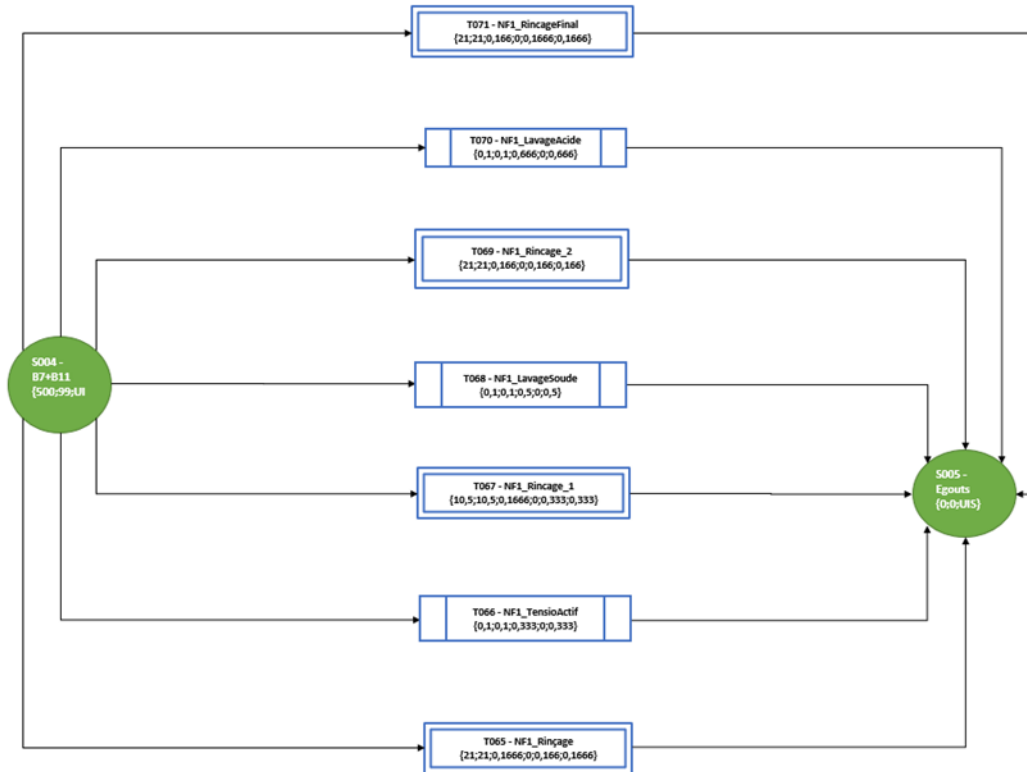 T071 - NF1_RincageFinal
{21;21;0,166;0;0,1666;0,1666}
T070 - NF1_LavageAcide
{0,1;0,1;0,666;0;0,666}
T069 - NF1_Rincage_2
{21;21;0,166;0;0,166;0,166}
S004 -
B7+B11
{500;99;UI
T068 - NF1_LavageSoude
{0,1;0,1;0,5;0;0,5}
T067 - NF1_Rincage_1
{10,5;10,5;0,1666;0;0,333;0,333}
S005 -
Egouts
{0;0;UIS}
T066 - NF1_TensioActif
{0,1;0,1;0,333;0;0,333}
T065 - NF1_Rinçage
{21;21;0,1666;0;0,166;0,1666}